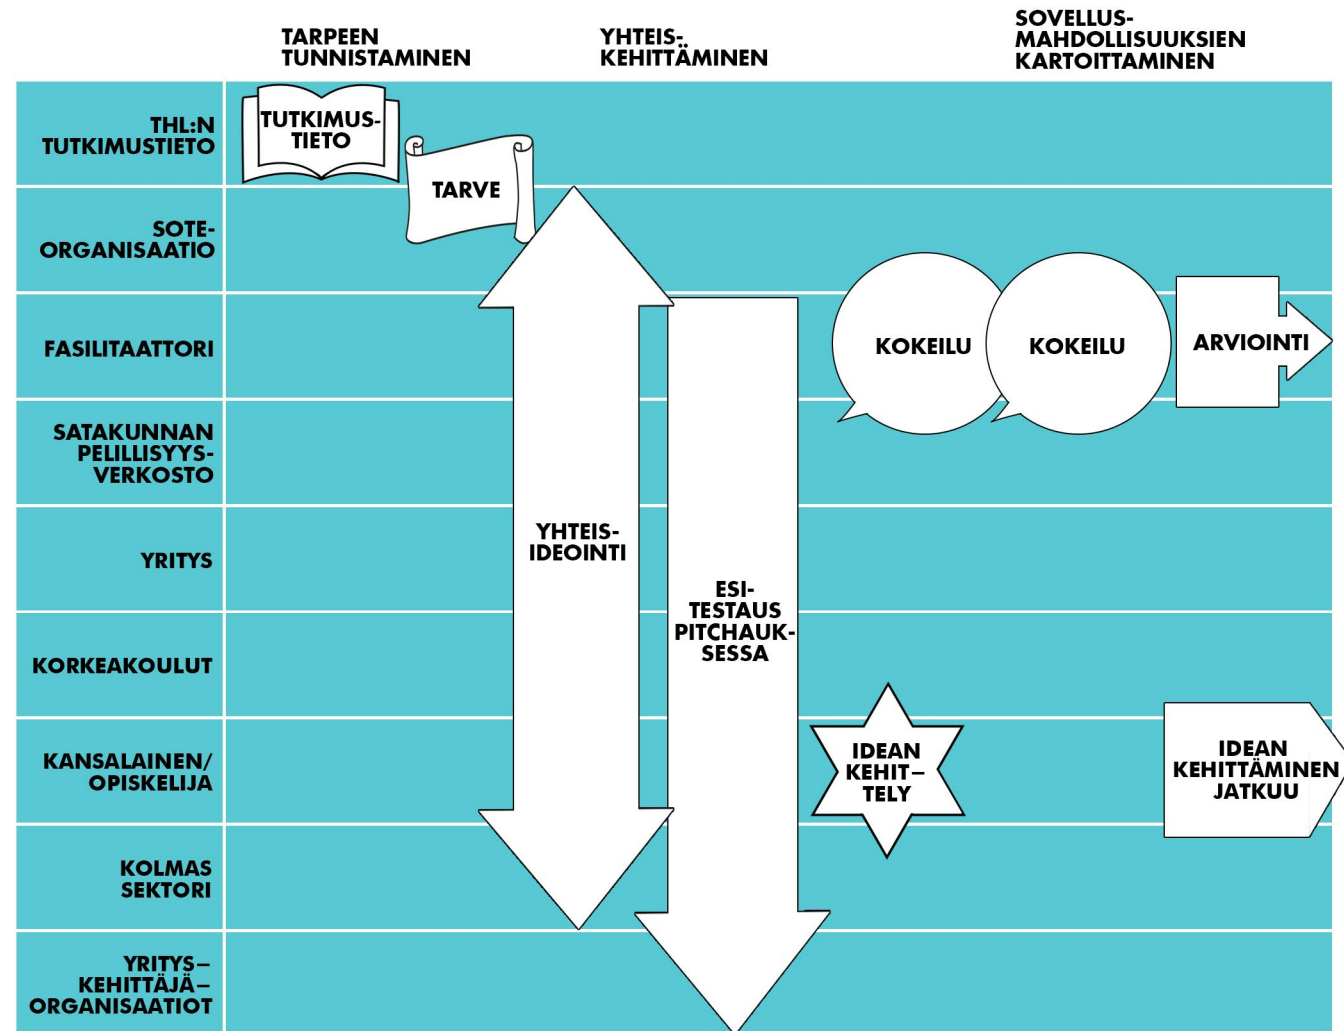 TARPEEN
TUNNISTAMINEN
YHTEIS-
KEHITTÄMINEN
SOVELLUS-
MAHDOLLISUUKSIEN
KARTOITTAMINEN
THL:N
TUTKIMUSTIETO
TUTKIMUS-
TIETO
TARVE
SOTE-
ORGANISAATIO
FASILITAATTORI
KOKEILU
KOKEILU
ARVIOINTI
SATAKUNNAN
PELILLISYYS-
VERKOSTO
YRITYS
YHTEIS-
IDEOINTI
ESI-
TESTAUS
PITCHAUK-
SESSA
KORKEAKOULUT
KANSALAINEN/
OPISKELIJA
IDEAN
KEHIT–
TELY
IDEAN
KEHITTÄMINEN
JATKUU
KOLMAS
SEKTORI
YRITYS–
KEHITTÄJÄ–
ORGANISAATIOT